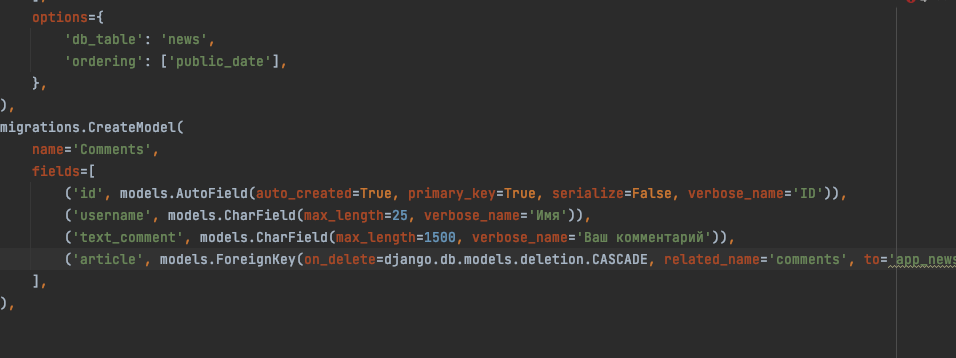 options={
'db_table': 'news',
'ordering': ['public_date'],
},
),
migrations.CreateModel(
name='Comments',
fields=[
('id', models.AutoField(auto_created=True, primary_key=True, serialize=False, verbose_name='ID')),
('username', models.CharField(max_length=25, verbose_name='Имя')),
('text_comment', models.CharField(max_length=1500, verbose_name='Ваш комментарий')),
('article', models.ForeignKey(on_delete=django.db.models.deletion.CASCADE, related_name='comments', to='app_news
],
),